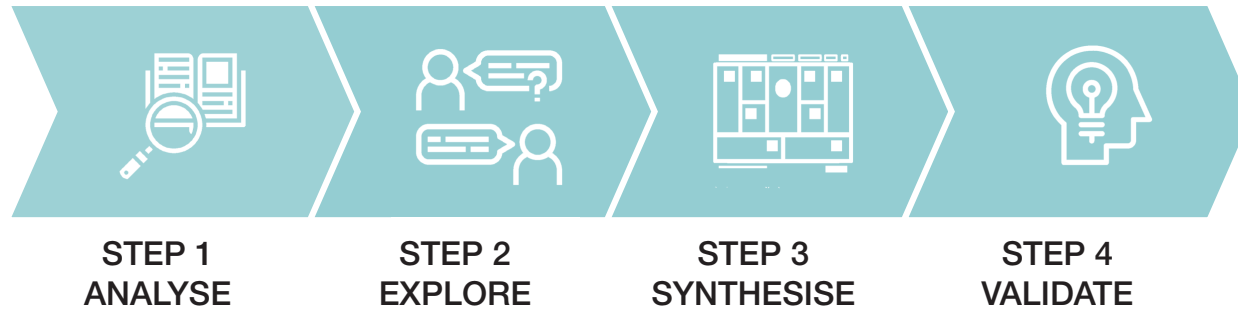 STEP 1
ANALYSE
STEP 2
EXPLORE
STEP 3
SYNTHESISE
STEP 4
VALIDATE